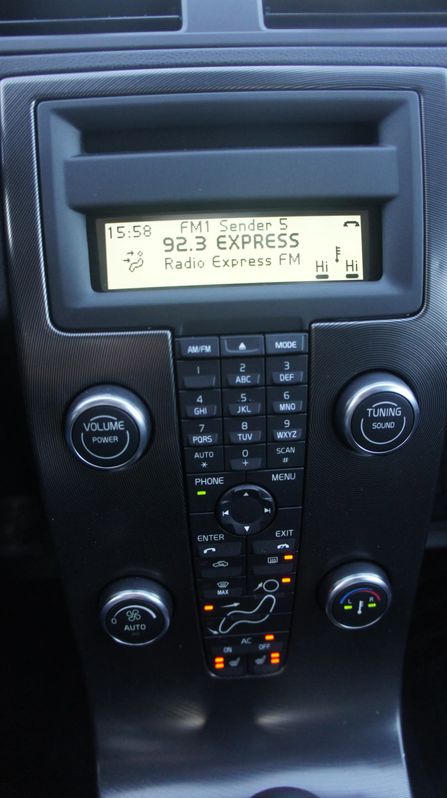 15:58 FM1 Sender 5
92.3 EXPRESS
Radio Express FM
Hi Hi
AM/FM MODE
1 2 ABC 3 DEF
4 GHI 5 JKL 6 MNO
7 PQRS 8 TUV 9 WXYZ
AUTO * 0 + SCAN #
VOLUME
POWER
TUNING
SOUND
PHONE MENU
ENTER EXIT
MAX
0 AUTO
L R
AC
ON OFF